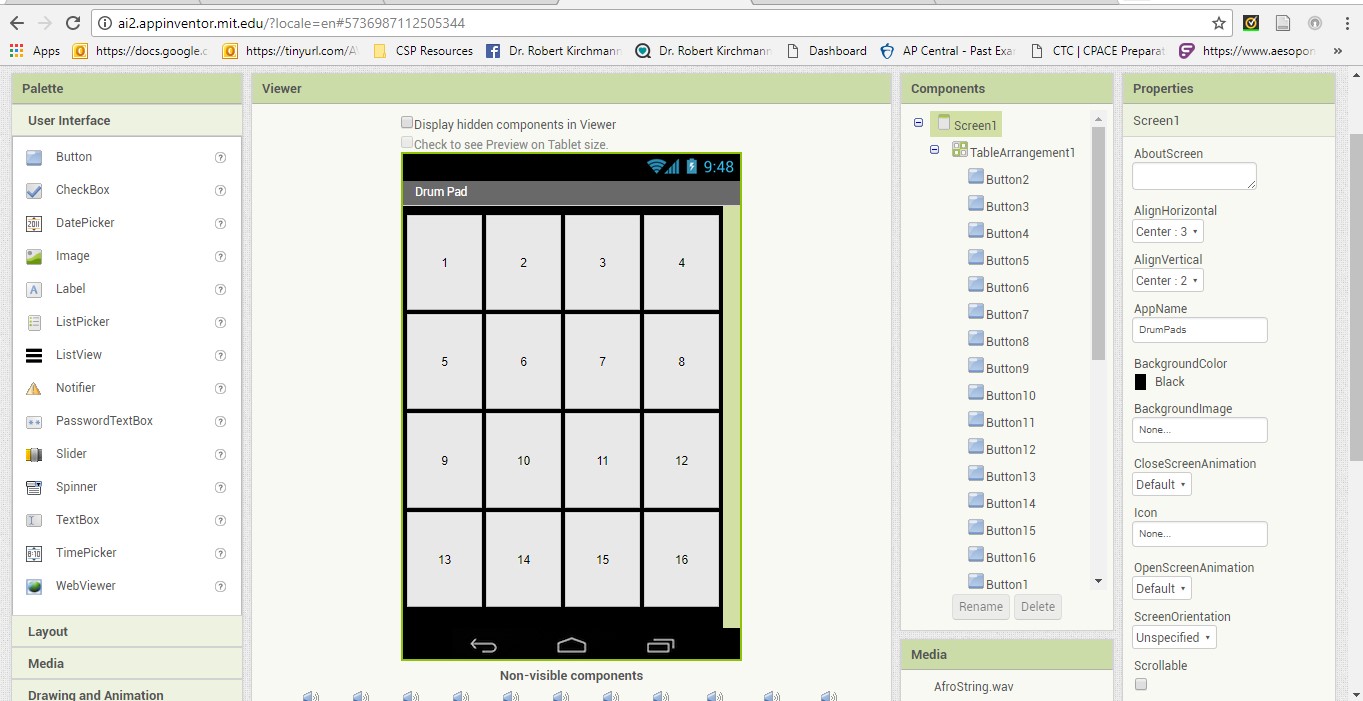 ai2.appinventor.mit.edu/?locale=en#5736987112505344
Apps https://docs.google.c https://tinyurl.com/A CSP Resources Dr. Robert Kirchmann Dr. Robert Kirchmann Dashboard AP Central - Past Exa CTC | CPACE Preparat https://www.aesopon »
Palette
User Interface
Button ?
CheckBox ?
DatePicker ?
Image ?
Label ?
ListPicker ?
ListView ?
Notifier ?
PasswordTextBox ?
Slider ?
Spinner ?
TextBox ?
TimePicker ?
WebViewer ?
Layout
Media
Drawing and Animation
Viewer
Display hidden components in Viewer
Check to see Preview on Tablet size.
9:48
Drum Pad
1 2 3 4
5 6 7 8
9 10 11 12
13 14 15 16
Non-visible components
Components
Screen1
TableArrangement1
Button2
Button3
Button4
Button5
Button6
Button7
Button8
Button9
Button10
Button11
Button12
Button13
Button14
Button15
Button16
Button1
Rename Delete
Media
AfroString.wav
Properties
Screen1
AboutScreen
AlignHorizontal
Center : 3
AlignVertical
Center : 2
AppName
DrumPads
BackgroundColor
Black
BackgroundImage
None...
CloseScreenAnimation
Default
Icon
None...
OpenScreenAnimation
Default
ScreenOrientation
Unspecified
Scrollable